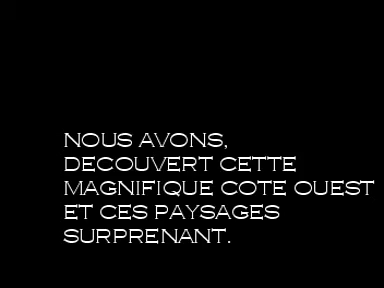 NOUS AVONS,
DECOUVERT CETTE
MAGNIFIQUE COTE OUEST
ET CES PAYSAGES
SURPRENANT.